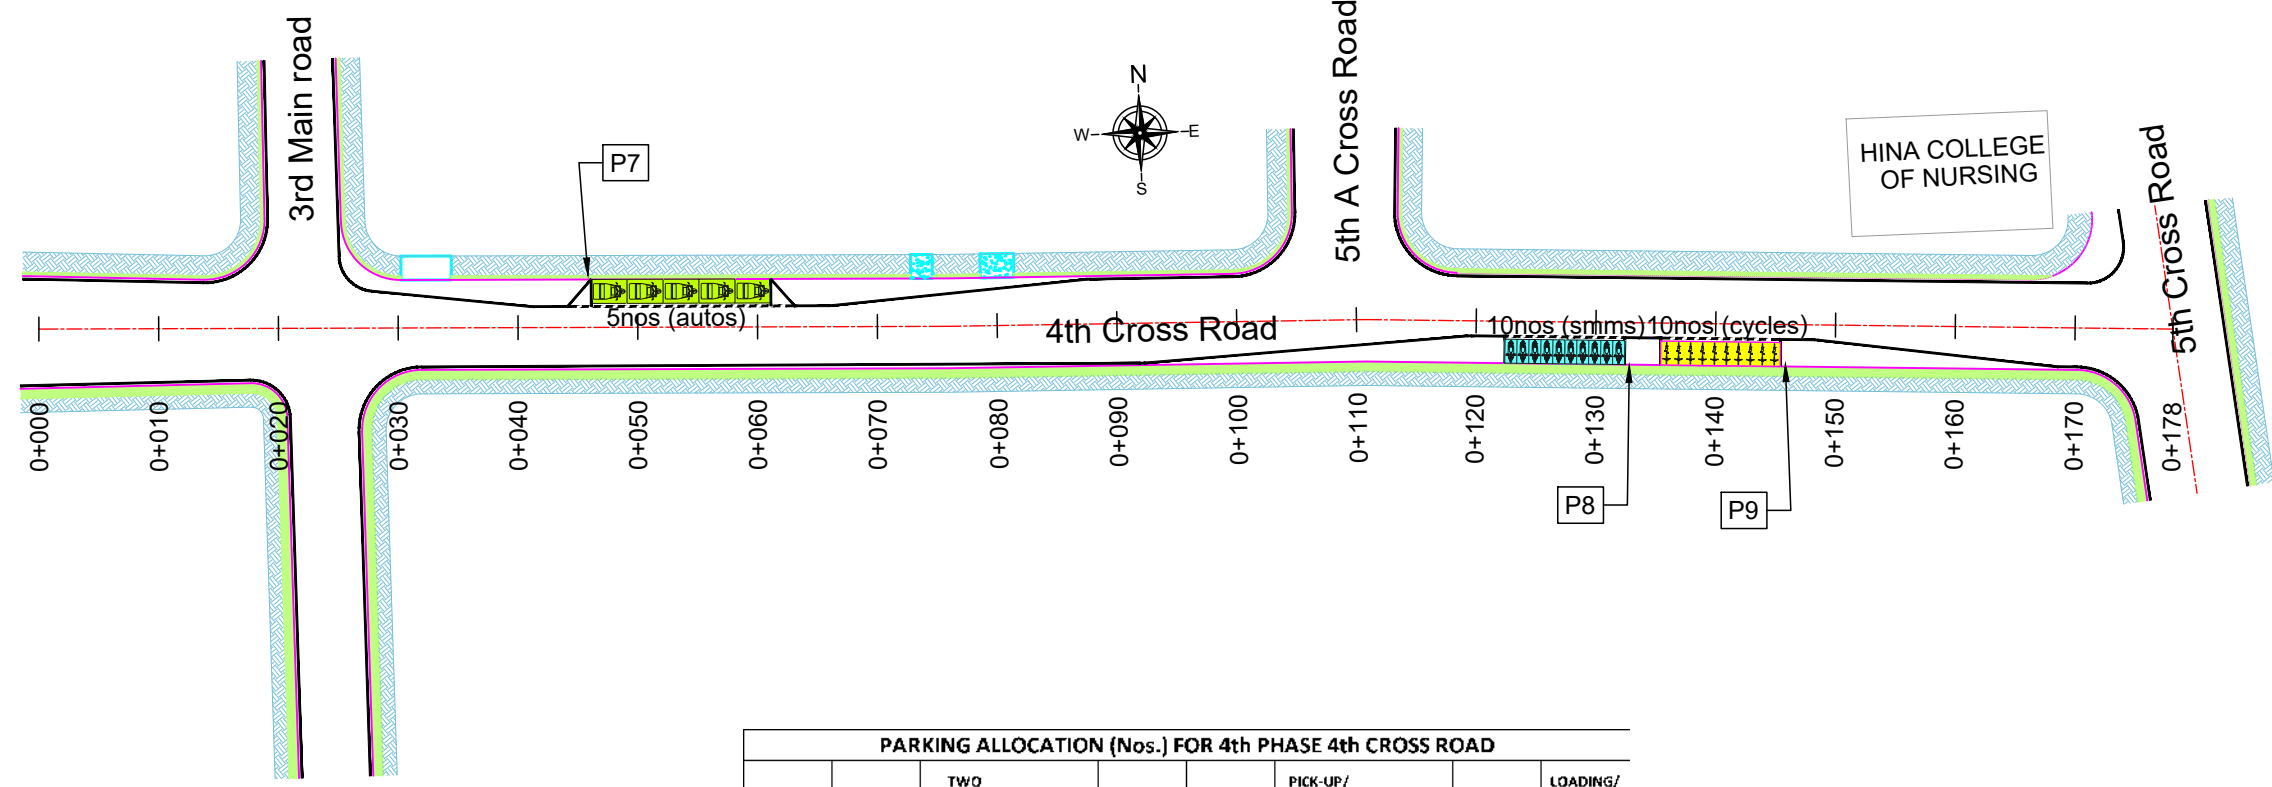 3rd Main road
5th A Cross Road
N
W
E
S
P7
HINA COLLEGE
OF NURSING
5th Cross Road
5nos (autos)
4th Cross Road
10nos (smms)
10nos (cycles)
0+000
0+010
0+020
0+030
0+040
0+050
0+060
0+070
0+080
0+090
0+100
0+110
0+120
0+130
0+140
0+150
0+160
0+170
0+178
P8
P9
PARKING ALLOCATION (Nos.) FOR 4th PHASE 4th CROSS ROAD
TWO
PICK-UP/
LOADING/